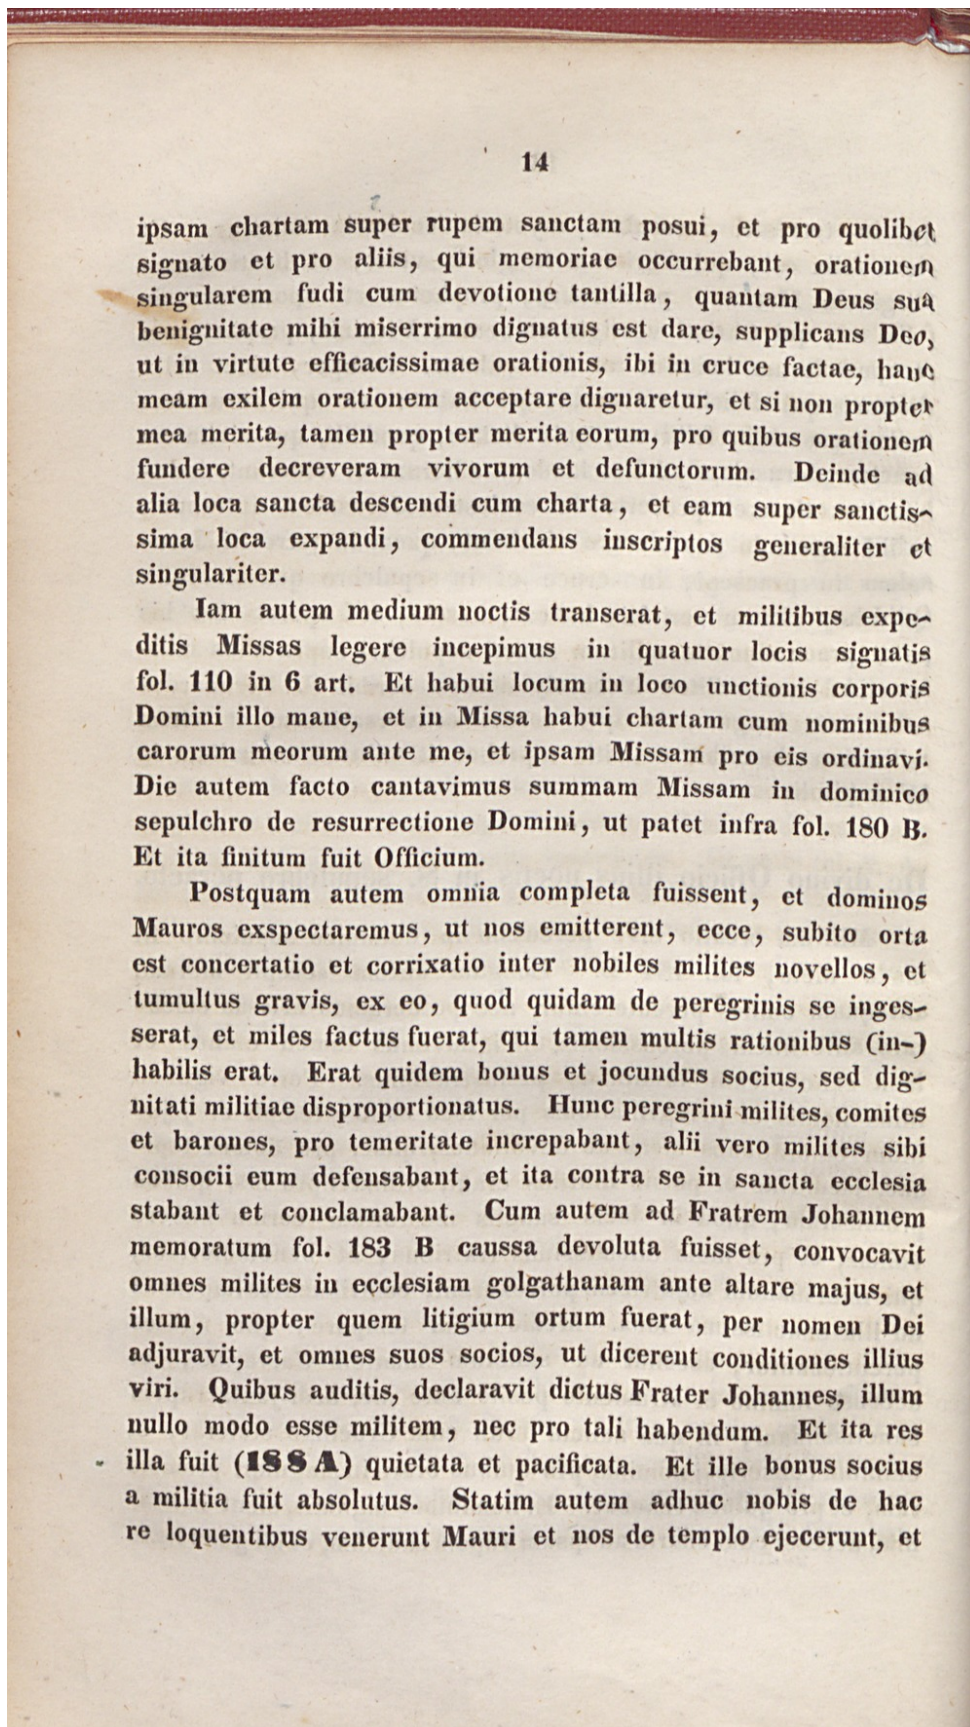 14
ipsam chartam super rupem sanctam posui, et pro quolibet
signato et pro aliis, qui memoriae occurrebant, orationem
singularem fudi cum devotione tantilla, quantam Deus sua
benignitate mihi miserrimo dignatus est dare, supplicans Deo,
ut in virtute efficacissimae orationis, ibi in cruce factae, hanc
meam exilem orationem acceptare dignaretur, et si non propter
mea merita, tamen propter merita eorum, pro quibus orationem
fundere decreveram vivorum et defunctorum. Deinde ad
alia loca sancta descendi cum charta, et eam super sanctis-
sima loca expandi, commendans inscriptos generaliter et
singulariter.
Iam autem medium noctis transerat, et militibus expe-
ditis Missas legere incepimus in quatuor locis signatis
fol. 110 in 6 art. Et habui locum in loco unctionis corporis
Domini illo mane, et in Missa habui chartam cum nominibus
carorum meorum ante me, et ipsam Missam pro eis ordinavi.
Die autem facto cantavimus summam Missam in dominico
sepulchro de resurrectione Domini, ut patet infra fol. 180 B.
Et ita finitum fuit Officium.
Postquam autem omnia completa fuissent, et dominos
Mauros exspectaremus, ut nos emitterent, ecce, subito orta
est concertatio et corrixatio inter nobiles milites novellos, et
tumultus gravis, ex eo, quod quidam de peregrinis se inges-
serat, et miles factus fuerat, qui tamen multis rationibus (in-)
habilis erat. Erat quidem bonus et jocundus socius, sed dig-
nitati militiae disproportionatus. Hunc peregrini milites, comites
et barones, pro temeritate increpabant, alii vero milites sibi
consocii eum defensabant, et ita contra se in sancta ecclesia
stabant et conclamabant. Cum autem ad Fratrem Johannem
memoratum fol. 183 B caussa devoluta fuisset, convocavit
omnes milites in ecclesiam golgathanam ante altare majus, et
illum, propter quem litigium ortum fuerat, per nomen Dei
adjuravit, et omnes suos socios, ut dicerent conditiones illius
viri. Quibus auditis, declaravit dictus Frater Johannes, illum
nullo modo esse militem, nec pro tali habendum. Et ita res
illa fuit (188 A) quietata et pacificata. Et ille bonus socius
a militia fuit absolutus. Statim autem adhuc nobis de hac
re loquentibus venerunt Mauri et nos de templo ejecerunt, et